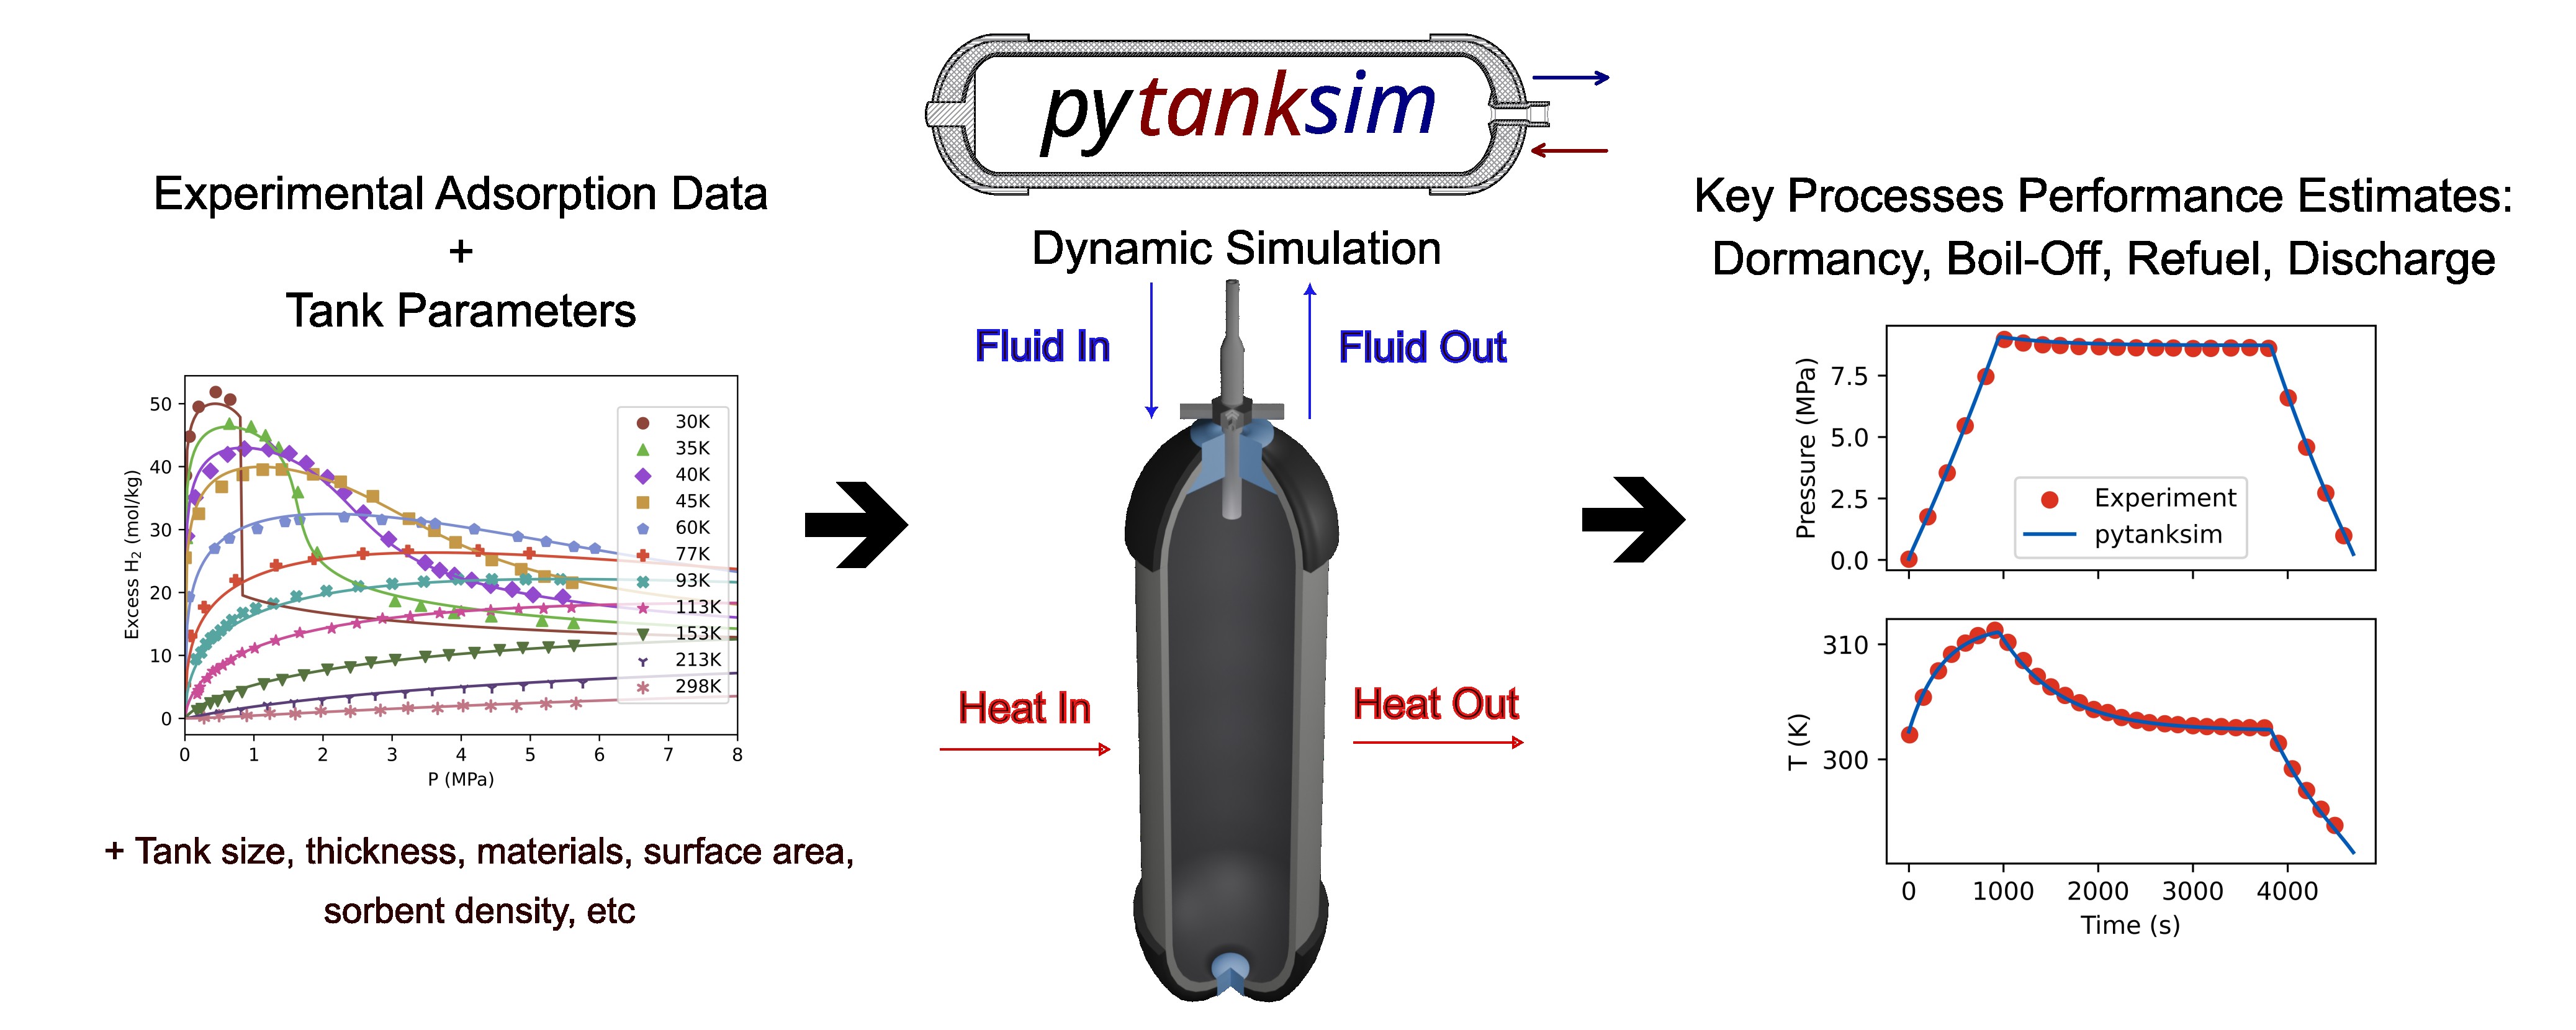 pytanksim
Experimental Adsorption Data
+
Tank Parameters
50
40
30
20
10
0
Excess H₂ (mol/kg)
0 1 2 3 4 5 6 7 8
P (MPa)
30K
35K
40K
45K
60K
77K
93K
113K
153K
213K
298K
+ Tank size, thickness, materials, surface area,
sorbent density, etc
Dynamic Simulation
Fluid In
Fluid Out
Heat In
Heat Out
Key Processes Performance Estimates:
Dormancy, Boil-Off, Refuel, Discharge
Pressure (MPa)
7.5
5.0
2.5
0.0
Experiment
pytanksim
T (K)
310
300
0 1000 2000 3000 4000
Time (s)